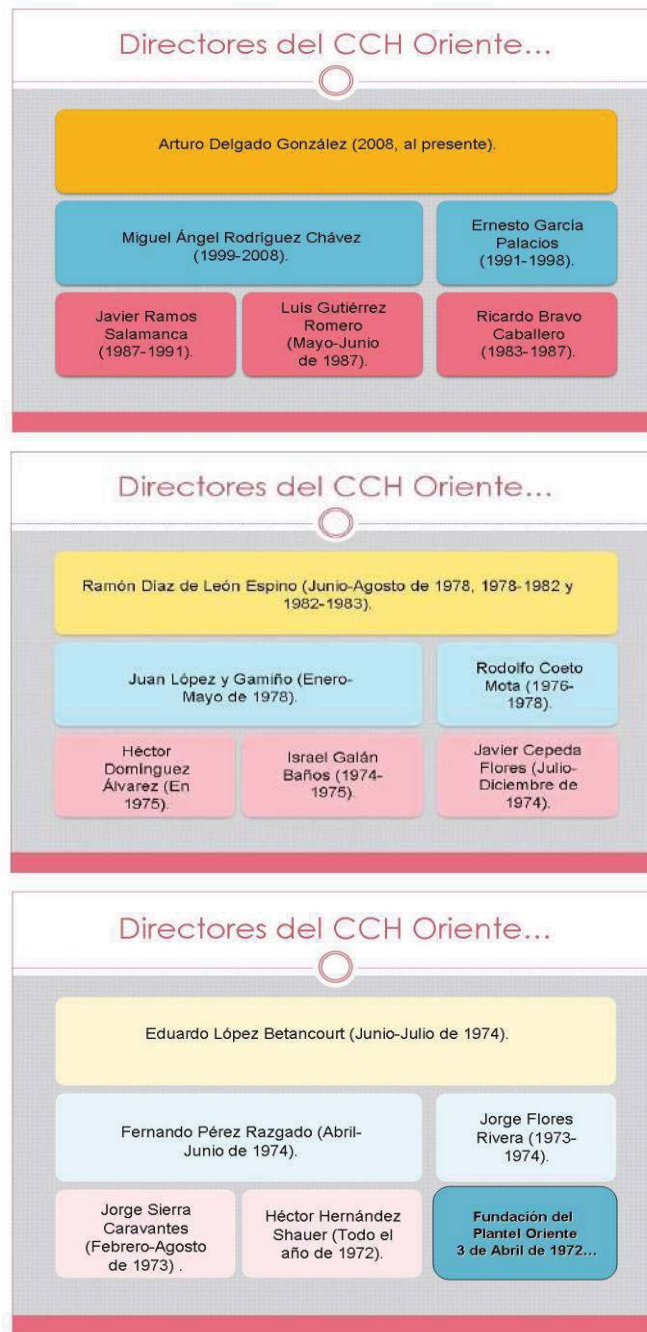 Directores del CCH Oriente...
Arturo Delgado González (2008, al presente).
Miguel Ángel Rodríguez Chávez
(1999-2008).
Ernesto García
Palacios
(1991-1998).
Javier Ramos
Salamanca
(1987-1991).
Luis Gutiérrez
Romero
(Mayo-Junio
de 1987).
Ricardo Bravo
Caballero
(1983-1987).
Directores del CCH Oriente...
Ramón Díaz de León Espino (Junio-Agosto de 1978, 1978-1982 y
1982-1983).
Juan López y Gamiño (Enero-
Mayo de 1978).
Rodolfo Coeto
Mota (1976-
1978).
Héctor
Domínguez
Álvarez (En
1975).
Israel Galán
Baños (1974-
1975).
Javier Cepeda
Flores (Julio-
Diciembre de
1974).
Directores del CCH Oriente...
Eduardo López Betancourt (Junio-Julio de 1974).
Fernando Pérez Razgado (Abril-
Junio de 1974).
Jorge Flores
Rivera (1973-
1974).
Jorge Sierra
Caravantes
(Febrero-Agosto
de 1973) .
Héctor Hernández
Shauer (Todo el
año de 1972).
Fundación del
Plantel Oriente
3 de Abril de 1972...